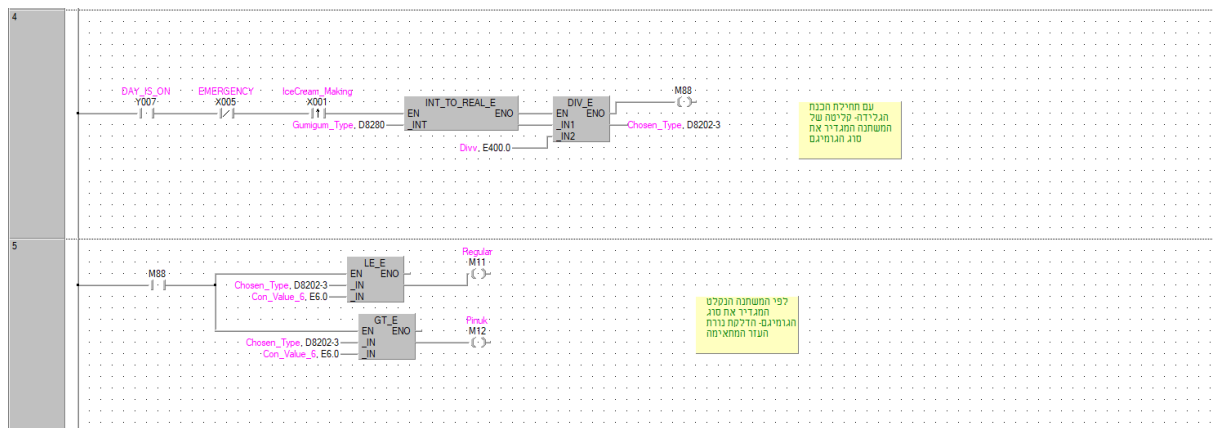 4
DAY_IS_ON EMERGENCY IceCream_Making
Y007 X005 X001
INT_TO_REAL_E
EN ENO
Gumigum_Type, D8280 _INT
DIV_E
EN ENO
_IN1 Chosen_Type, D8202-3
_IN2
Divv, E400.0
M88
עם תחילת הכנת
הגלידה- קליטה של
המשתנה המגדיר את
סוג הגומיגם
5
M88
LE_E
EN ENO
Chosen_Type, D8202-3 _IN
Con_Value_6, E6.0 _IN
Regular
M11
GT_E
EN ENO
Chosen_Type, D8202-3 _IN
Con_Value_6, E6.0 _IN
Pinuk
M12
לפי המשתנה הנקלט
המגדיר את סוג
הגומיגם- הדלקת נורת
העזר המתאימה